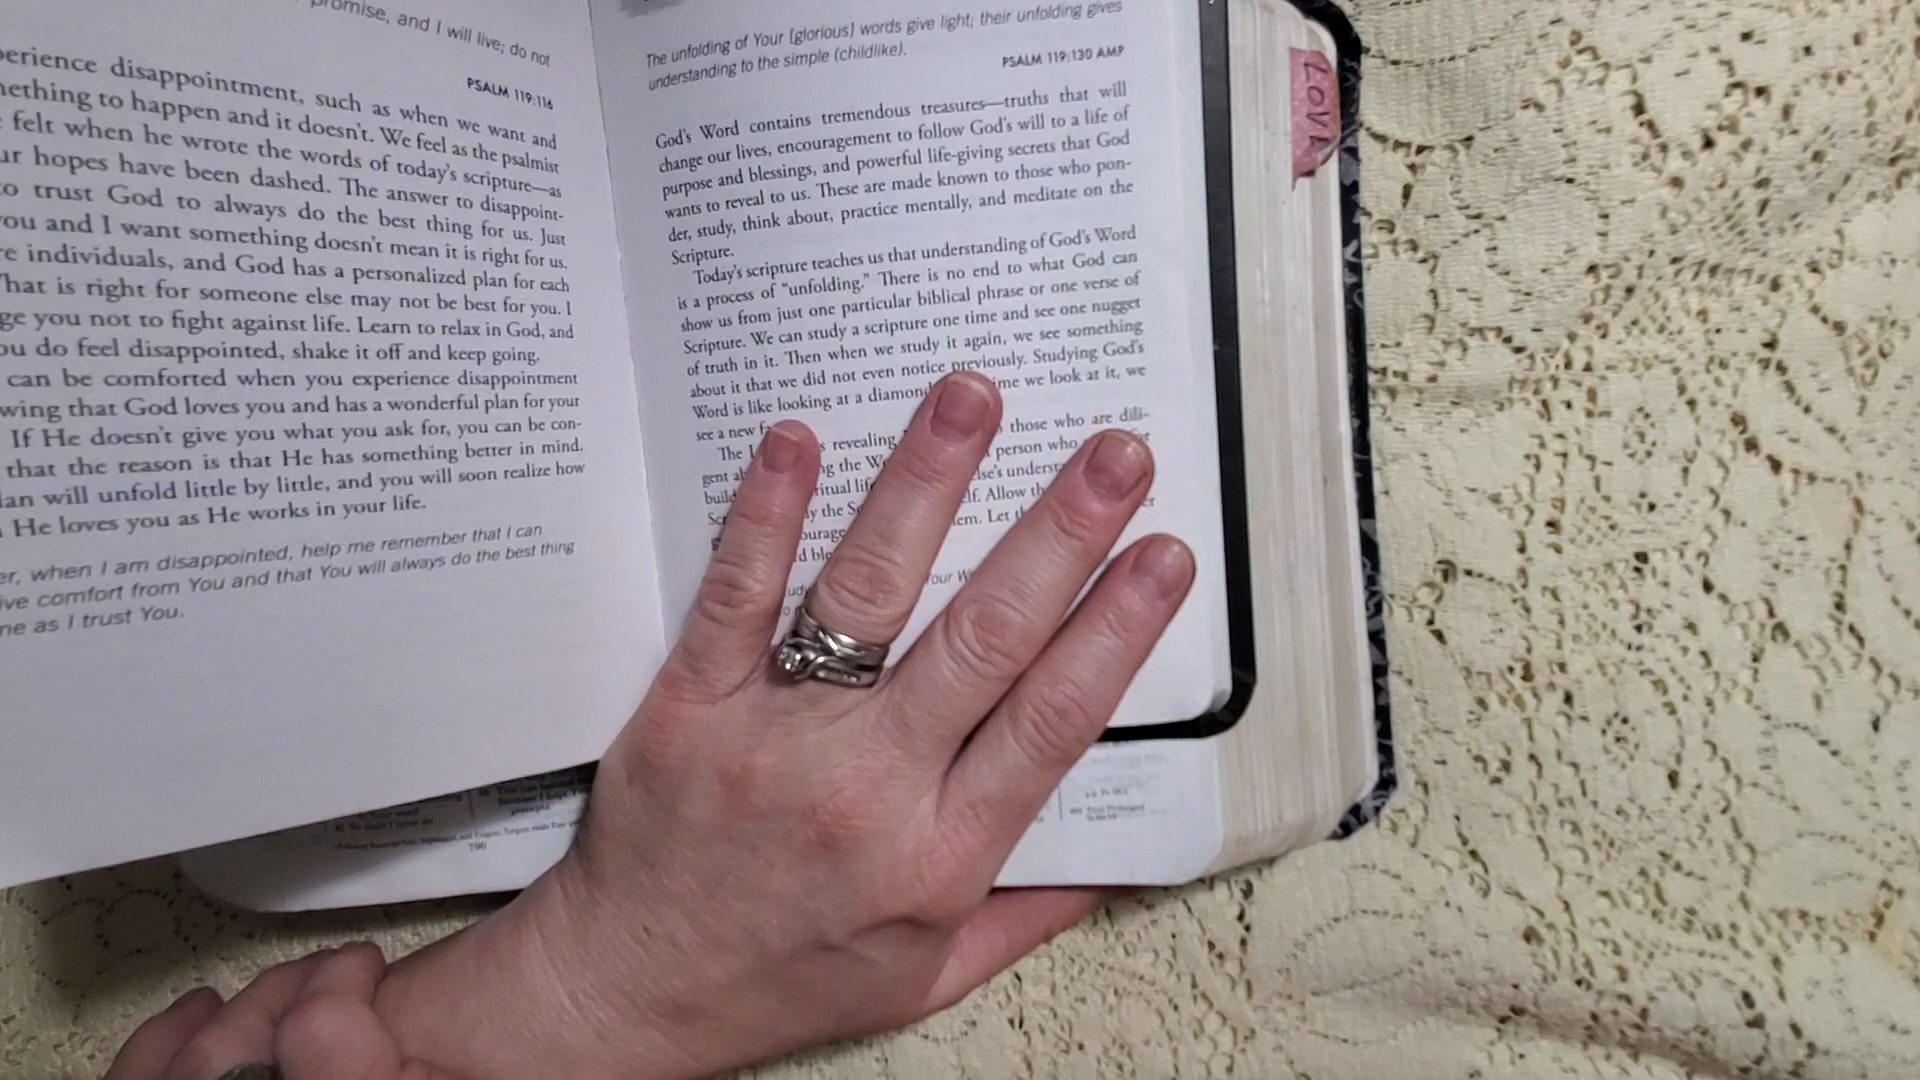 promise, and I will live; do not
PSALM 119:116
perience disappointment, such as when we want and
nething to happen and it doesn't. We feel as the psalmist
felt when he wrote the words of today's scripture—as
ur hopes have been dashed. The answer to disappoint-
to trust God to always do the best thing for us. Just
you and I want something doesn't mean it is right for us.
re individuals, and God has a personalized plan for each
What is right for someone else may not be best for you. I
ge you not to fight against life. Learn to relax in God, and
ou do feel disappointed, shake it off and keep going.
can be comforted when you experience disappointment
wing that God loves you and has a wonderful plan for your
If He doesn't give you what you ask for, you can be con-
that the reason is that He has something better in mind.
lan will unfold little by little, and you will soon realize how
He loves you as He works in your life.
er, when I am disappointed, help me remember that I can
ive comfort from You and that You will always do the best thing
me as I trust You.
The unfolding of Your [glorious] words give light; their unfolding gives
understanding to the simple (childlike).
PSALM 119:130 AMP
God's Word contains tremendous treasures—truths that will
change our lives, encouragement to follow God's will to a life of
purpose and blessings, and powerful life-giving secrets that God
wants to reveal to us. These are made known to those who pon-
der, study, think about, practice mentally, and meditate on the
Scripture.
Today's scripture teaches us that understanding of God's Word
is a process of "unfolding." There is no end to what God can
show us from just one particular biblical phrase or one verse of
Scripture. We can study a scripture one time and see one nugget
of truth in it. Then when we study it again, we see something
about it that we did not even notice previously. Studying God's
Word is like looking at a diamond ime we look at it, we
see a new f
The L s revealing those who are dili-
gent ab ng the W person who
build ritual lif else's underst
Scr y the S lf. Allow th
ourage em. Let
d ble
udy Your W
LOVE
796